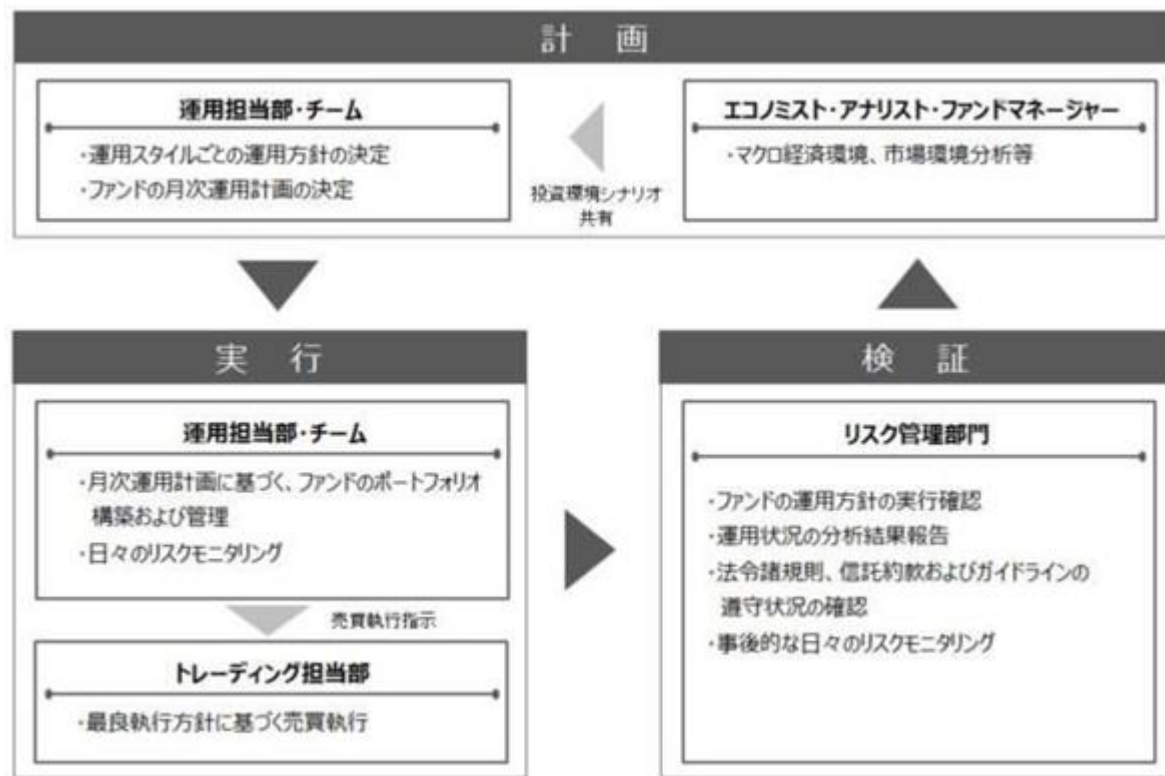 計 画
運用担当部・チーム
・運用スタイルごとの運用方針の決定
・ファンドの月次運用計画の決定
投資環境シナリオ
共有
エコノミスト・アナリスト・ファンドマネージャー
・マクロ経済環境、市場環境分析等
実 行
運用担当部・チーム
・月次運用計画に基づく、ファンドのポートフォリオ
構築および管理
・日々のリスクモニタリング
売買執行指示
トレーディング担当部
・最良執行方針に基づく売買執行
検 証
リスク管理部門
・ファンドの運用方針の実行確認
・運用状況の分析結果報告
・法令諸規則、信託約款およびガイドラインの
遵守状況の確認
・事後的な日々のリスクモニタリング